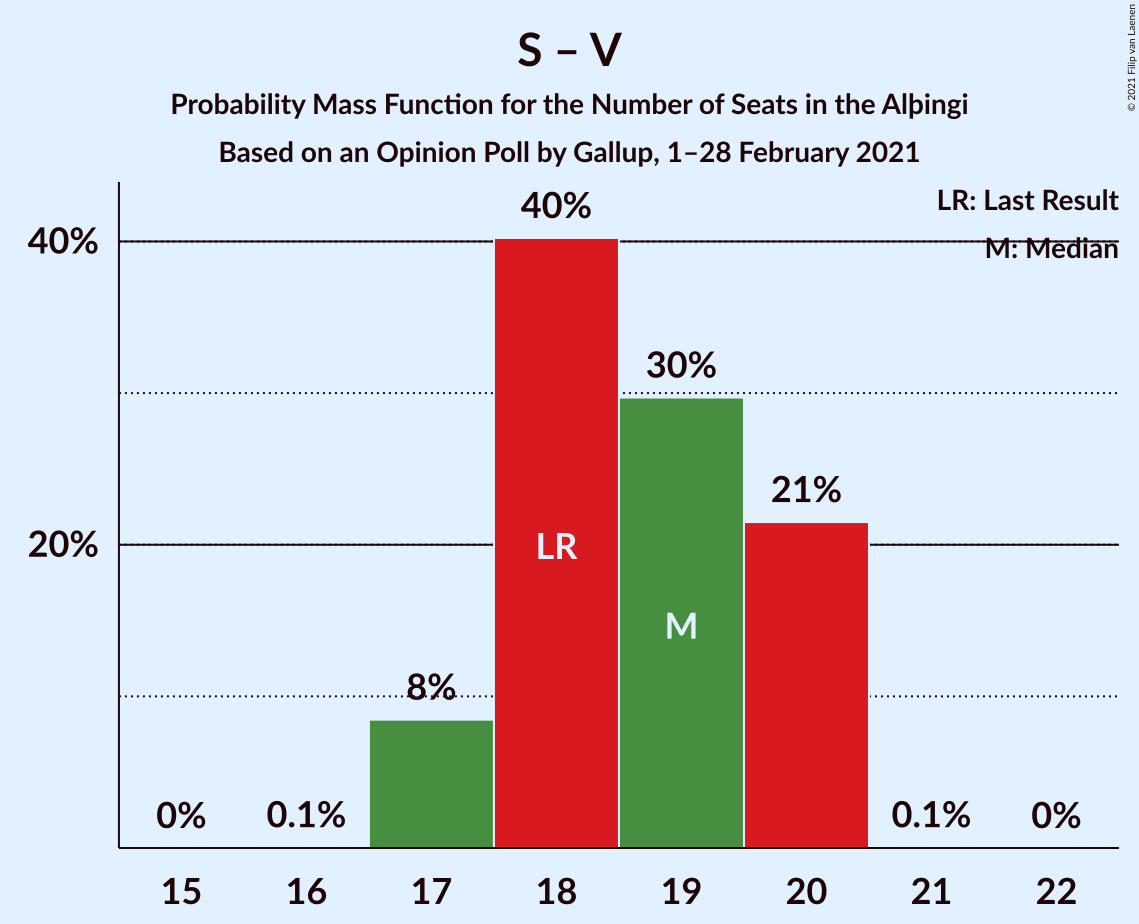 S – V
Probability Mass Function for the Number of Seats in the Alþingi
Based on an Opinion Poll by Gallup, 1–28 February 2021
© 2021 Filip van Laenen
LR: Last Result
M: Median
40%
20%
0%
0.1%
8%
40%
30%
21%
0.1%
0%
LR
M
15 16 17 18 19 20 21 22